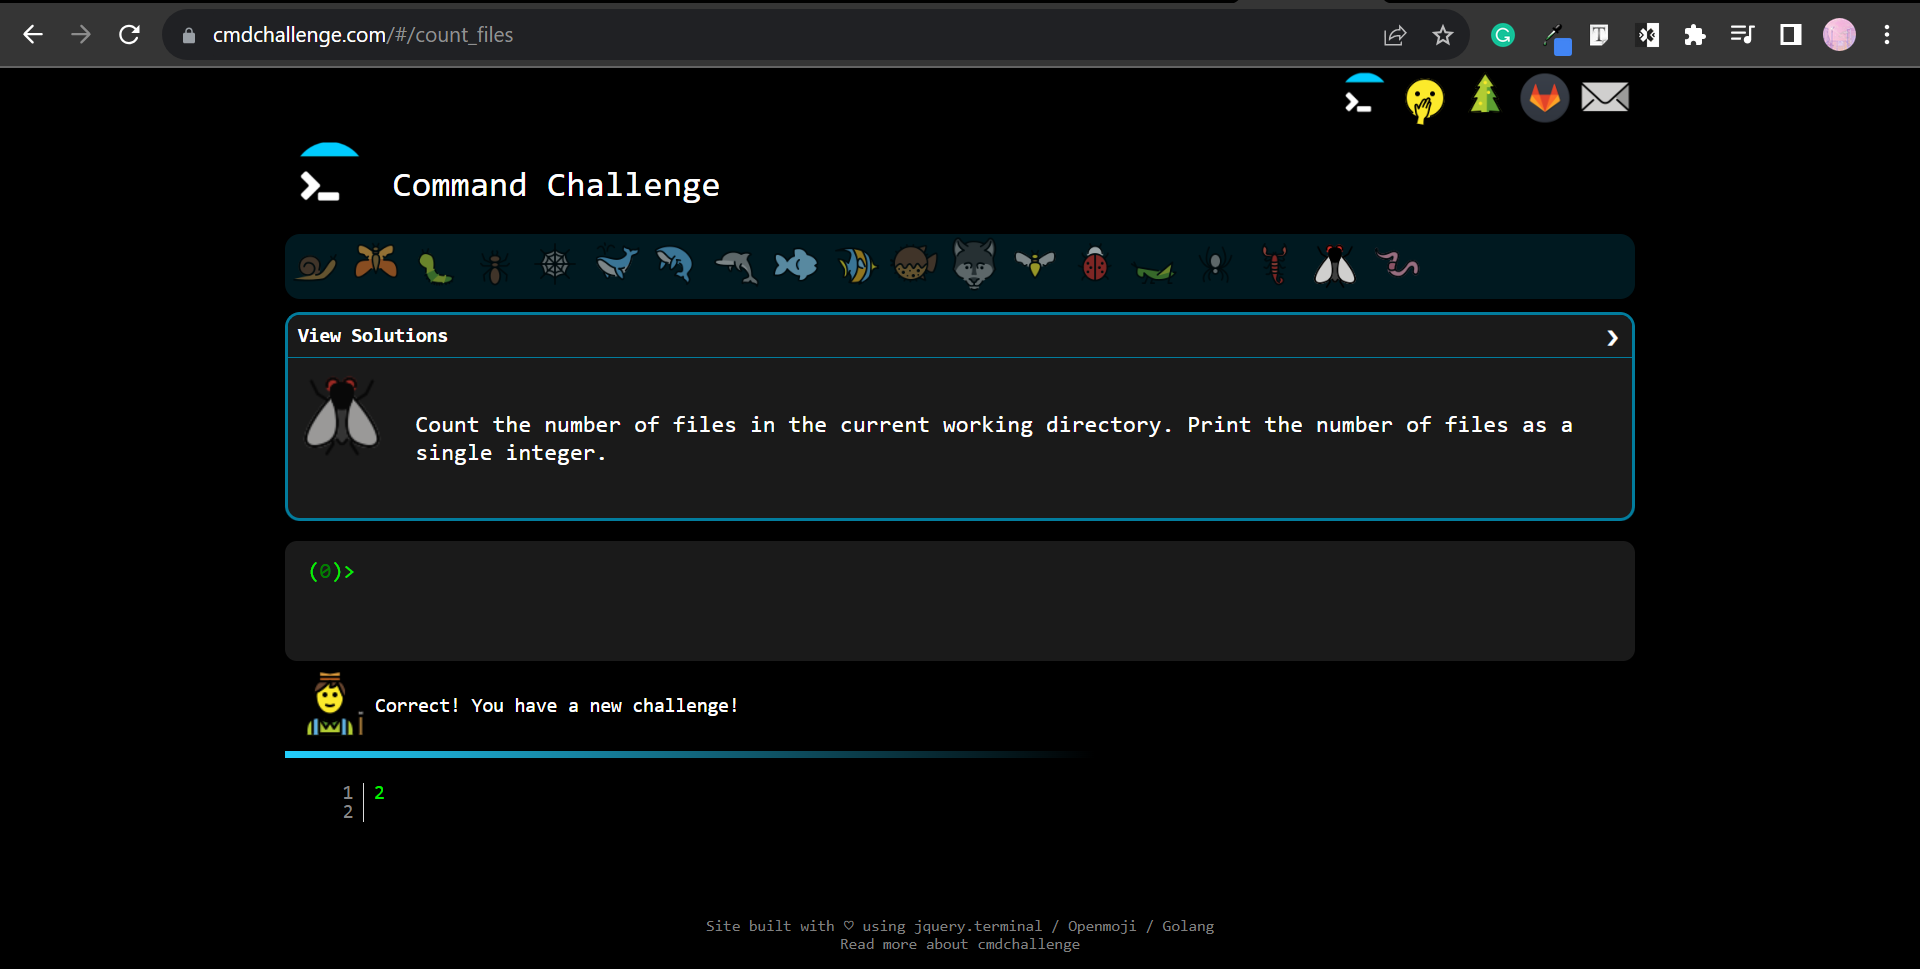 cmdchallenge.com/#/count_files
Command Challenge
View Solutions
Count the number of files in the current working directory. Print the number of files as a
single integer.
(0)>
Correct! You have a new challenge!
1 2
2
Site built with ♡ using jquery.terminal / Openmoji / Golang
Read more about cmdchallenge